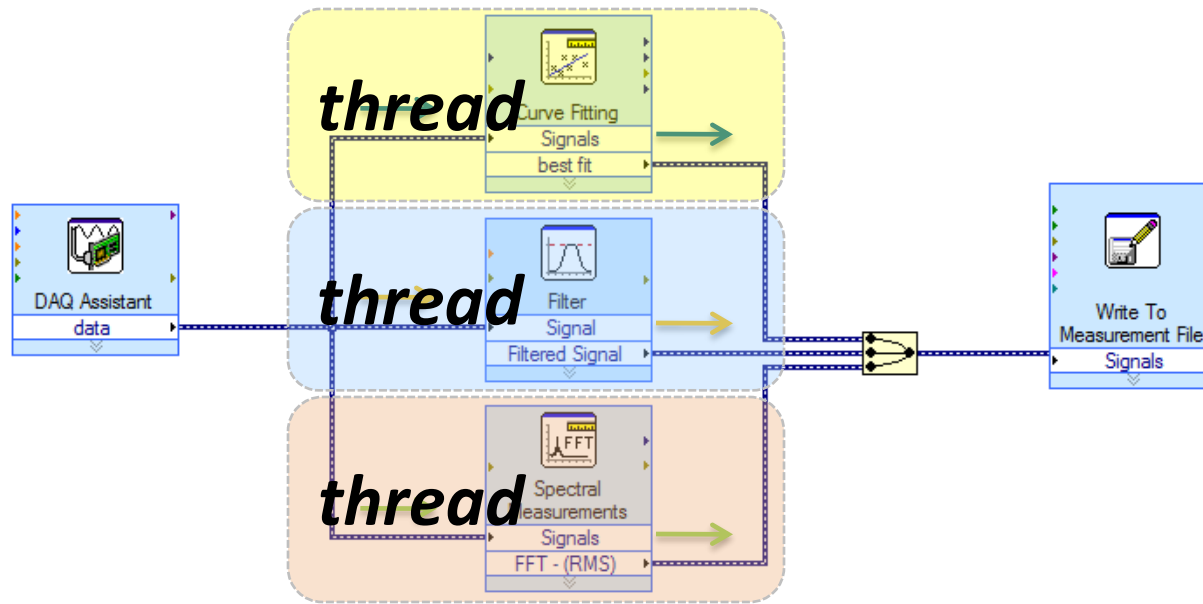 DAQ Assistant
data
thread
Curve Fitting
Signals
best fit
thread
Filter
Signal
Filtered Signal
thread
FFT
Spectral
Measurements
Signals
FFT - (RMS)
Write To
Measurement File
Signals